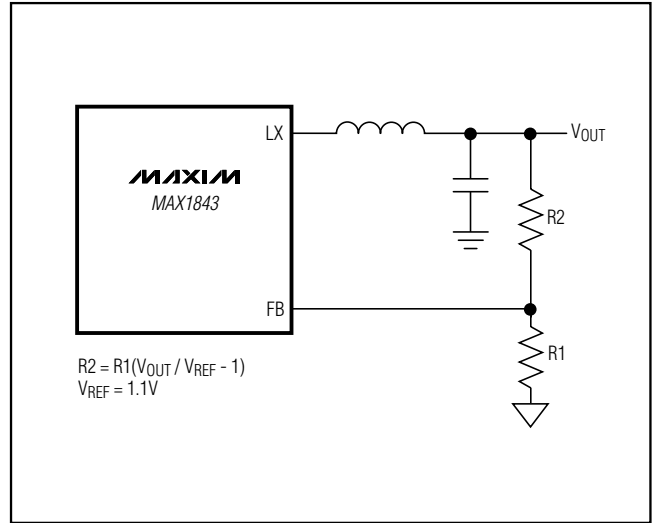 LX
VOUT
MAXIM
MAX1843
R2
FB
R1
R2 = R1(VOUT / VREF - 1)
VREF = 1.1V